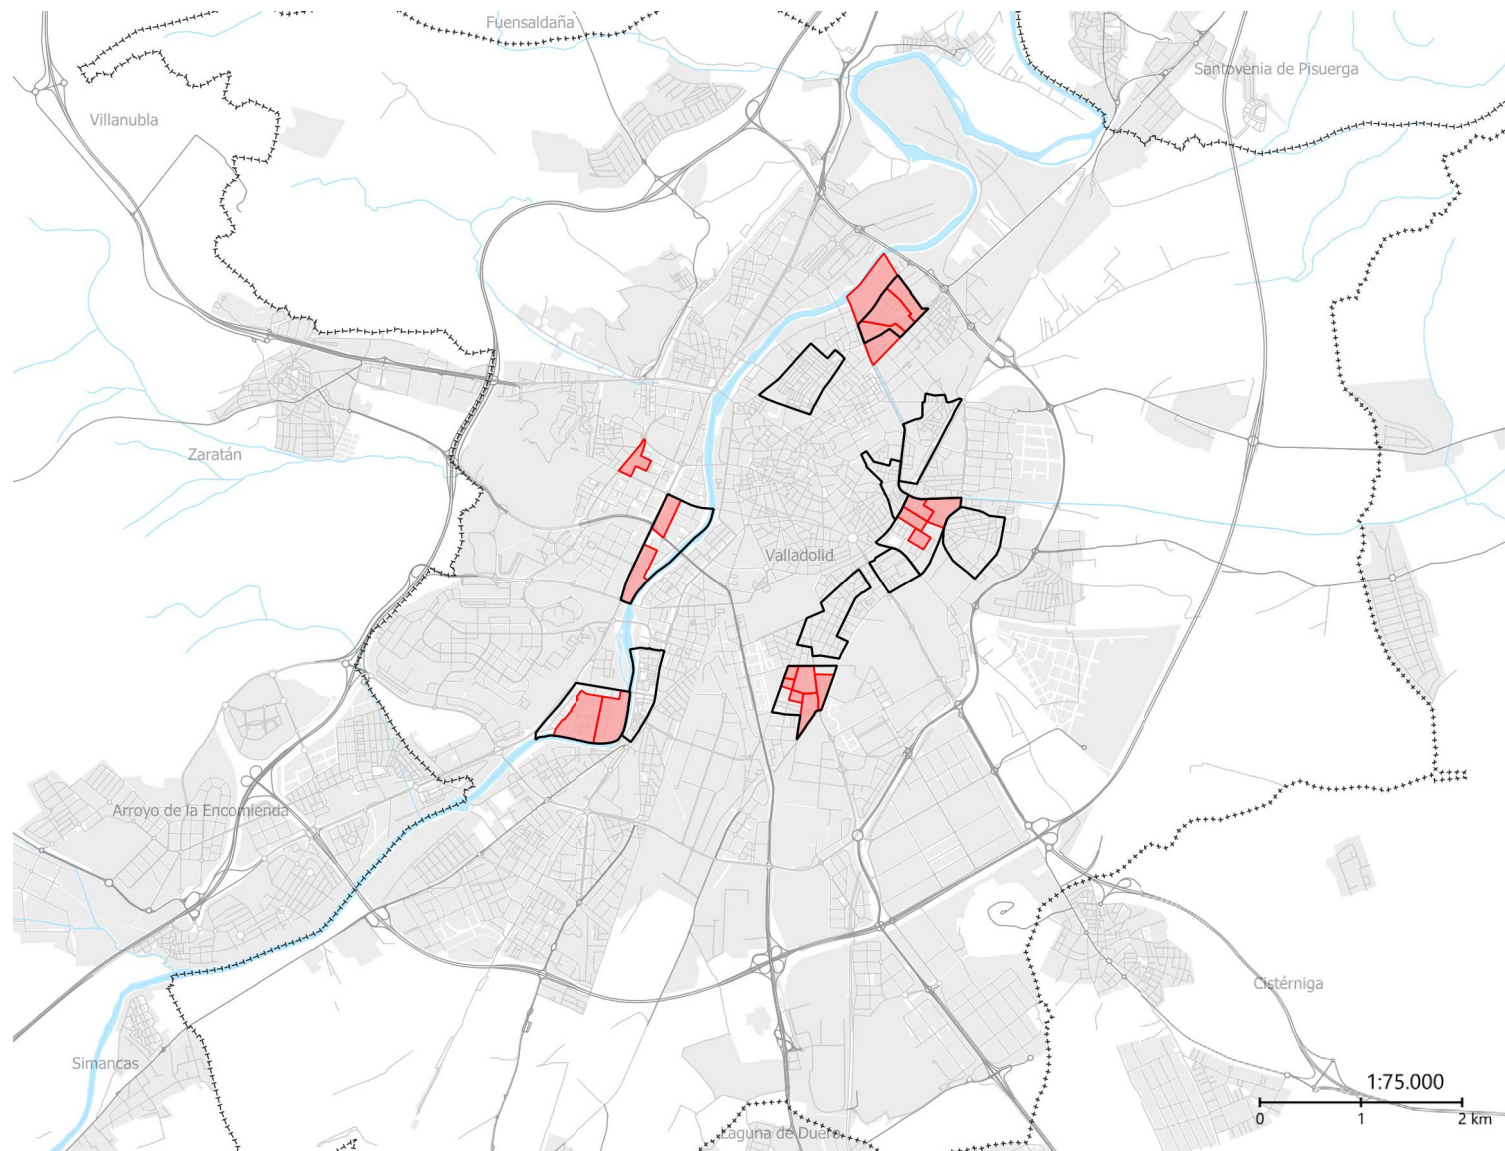 Fuensaldaña
Santovenia de Pisuerga
Villanubla
Zaratán
Valladolid
Arroyo de la Encomienda
Cistérniga
Simancas
1:75.000
0 1 2 km
Laguna de Duero